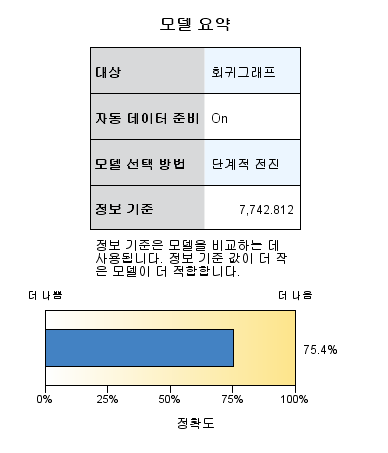 모델 요약
대상 회귀그래프
자동 데이터 준비 On
모델 선택 방법 단계적 전진
정보 기준 7,742.812
정보 기준은 모델을 비교하는 데
사용됩니다. 정보 기준 값이 더 작
은 모델이 더 적합합니다.
더 나쁨 더 나음
75.4%
0% 25% 50% 75% 100%
정확도